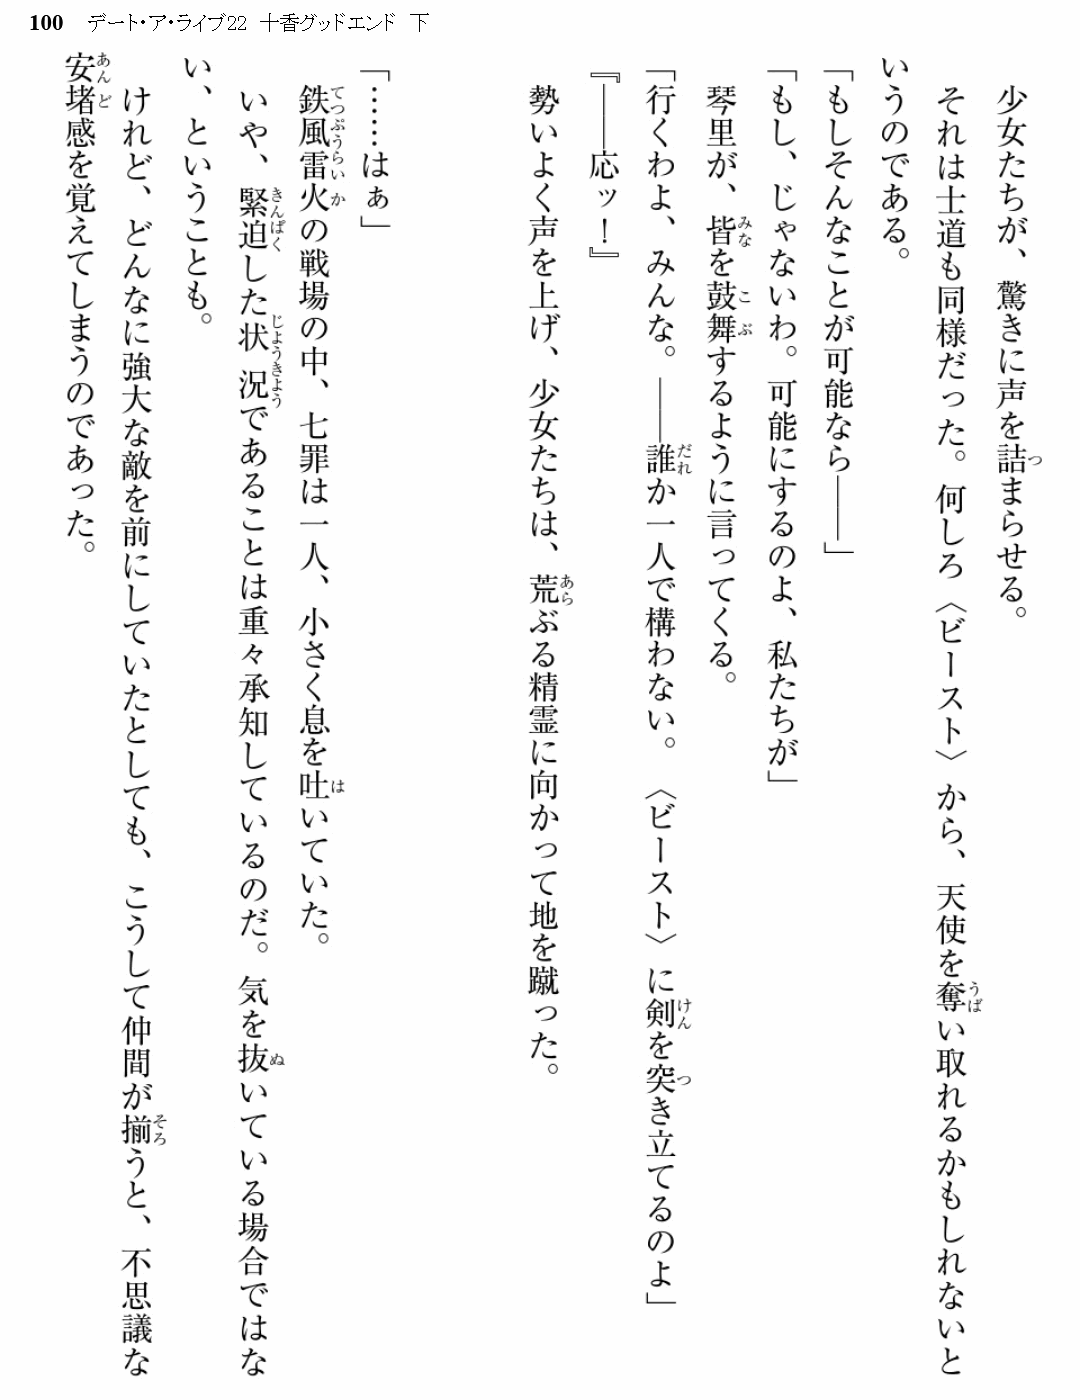 100 デート・ア・ライブ22 十香グッドエンド 下
少女たちが、驚きに声を詰まらせる。
それは士道も同様だった。何しろ〈ビースト〉から、天使を奪い取れるかもしれないと
いうのである。
「もしそんなことが可能なら――」
「もし、じゃないわ。可能にするのよ、私たちが」
琴里が、皆を鼓舞するように言ってくる。
「行くわよ、みんな。――誰か一人で構わない。〈ビースト〉に剣を突き立てるのよ」
『――応ッ！』
勢いよく声を上げ、少女たちは、荒ぶる精霊に向かって地を蹴った。
「……はぁ」
鉄風雷火の戦場の中、七罪は一人、小さく息を吐いていた。
いや、緊迫した状況であることは重々承知しているのだ。気を抜いている場合ではな
い、ということも。
けれど、どんなに強大な敵を前にしていたとしても、こうして仲間が揃うと、不思議な
安堵感を覚えてしまうのであった。